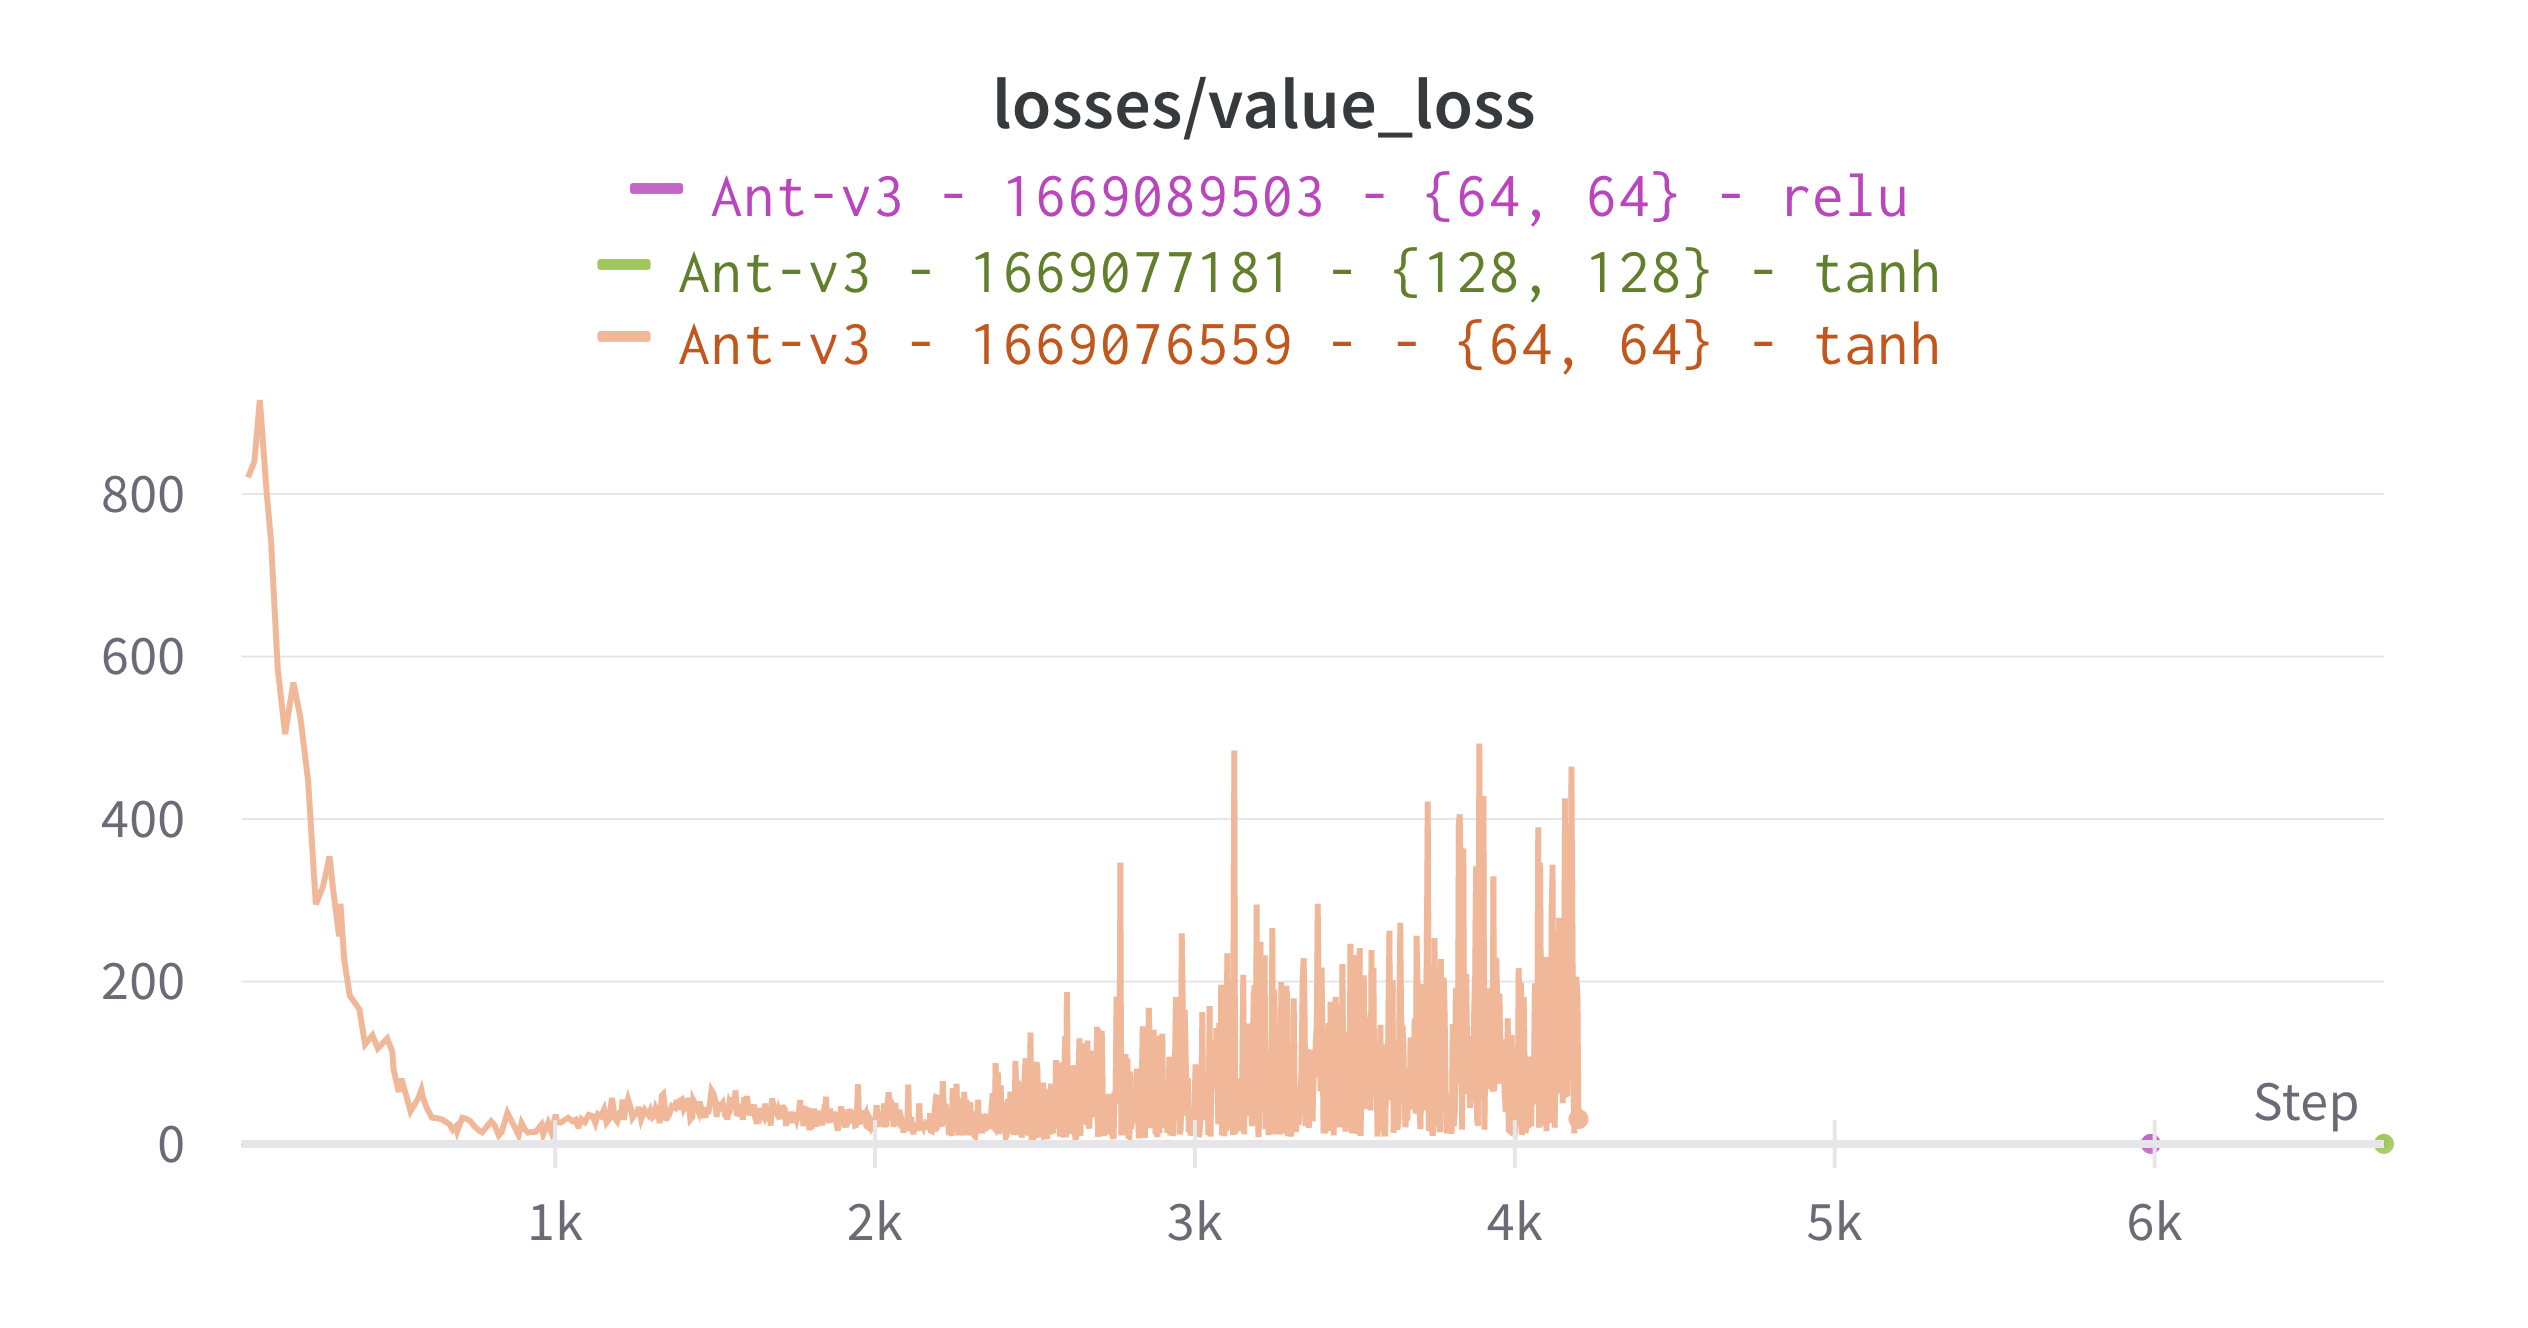 losses/value_loss
Ant-v3 - 1669089503 - {64, 64} - relu
Ant-v3 - 1669077181 - {128, 128} - tanh
Ant-v3 - 1669076559 - - {64, 64} - tanh
800
600
400
200
0
Step
1k 2k 3k 4k 5k 6k